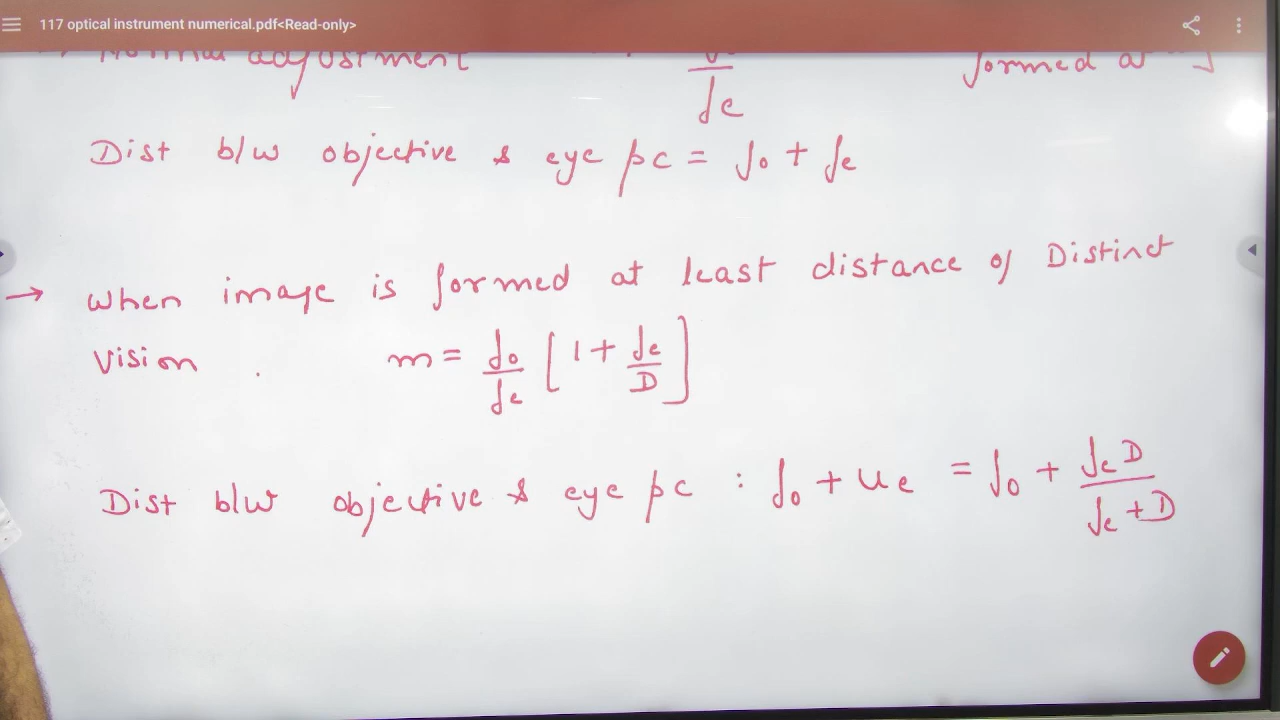 117 optical instrument numerical.pdf<Read-only>
Normal adjustment fe formed at
Dist b/w objective & eye pc = fo + fe
→ When image is formed at least distance of Distinct
Vision . m = fo/fe [1 + fe/D]
Dist b/w objective & eye pc : fo + ue = fo + feD/fe+D